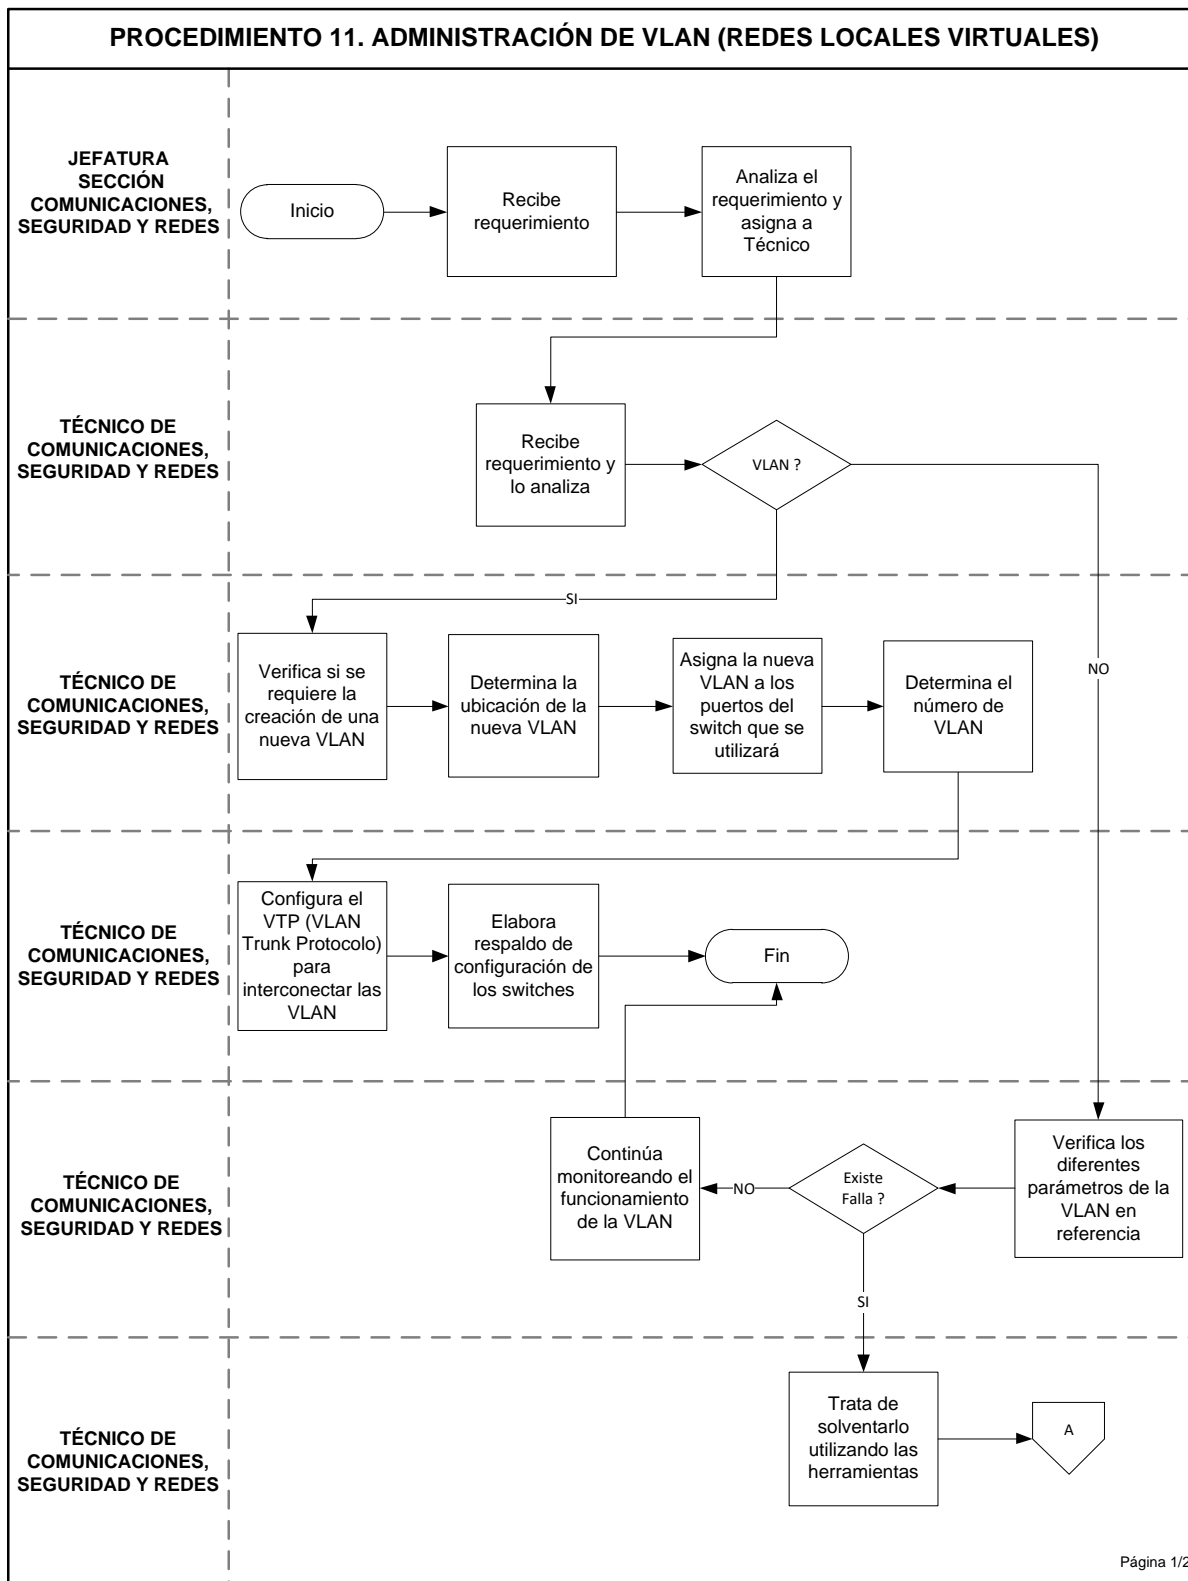 PROCEDIMIENTO 11. ADMINISTRACIÓN DE VLAN (REDES LOCALES VIRTUALES)
JEFATURA
SECCIÓN
COMUNICACIONES,
SEGURIDAD Y REDES
Inicio
Recibe
requerimiento
Analiza el
requerimiento y
asigna a
Técnico
TÉCNICO DE
COMUNICACIONES,
SEGURIDAD Y REDES
Recibe
requerimiento y
lo analiza
VLAN ?
SI
NO
TÉCNICO DE
COMUNICACIONES,
SEGURIDAD Y REDES
Verifica si se
requiere la
creación de una
nueva VLAN
Determina la
ubicación de la
nueva VLAN
Asigna la nueva
VLAN a los
puertos del
switch que se
utilizará
Determina el
número de
VLAN
TÉCNICO DE
COMUNICACIONES,
SEGURIDAD Y REDES
Configura el
VTP (VLAN
Trunk Protocolo)
para
interconectar las
VLAN
Elabora
respaldo de
configuración de
los switches
Fin
TÉCNICO DE
COMUNICACIONES,
SEGURIDAD Y REDES
Continúa
monitoreando el
funcionamiento
de la VLAN
NO
Existe
Falla ?
Verifica los
diferentes
parámetros de la
VLAN en
referencia
SI
TÉCNICO DE
COMUNICACIONES,
SEGURIDAD Y REDES
Trata de
solventarlo
utilizando las
herramientas
A
Página 1/2